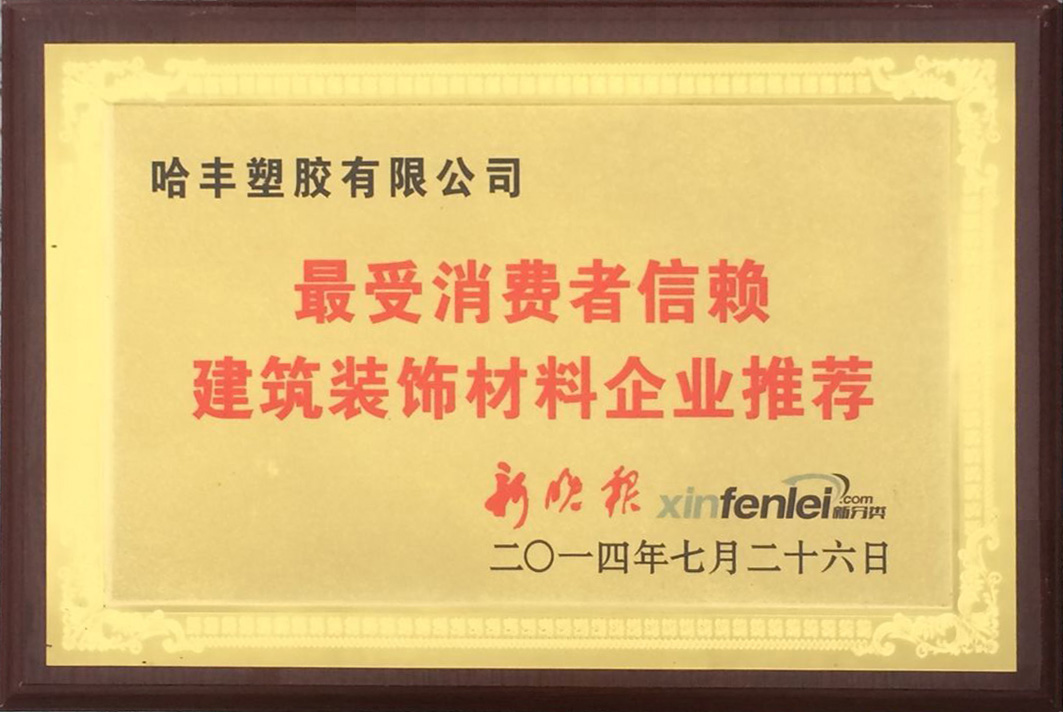 哈丰塑胶有限公司
最受消费者信赖
建筑装饰材料企业推荐
新晚报 xinfenlei.com 新分类
二〇一四年七月二十六日